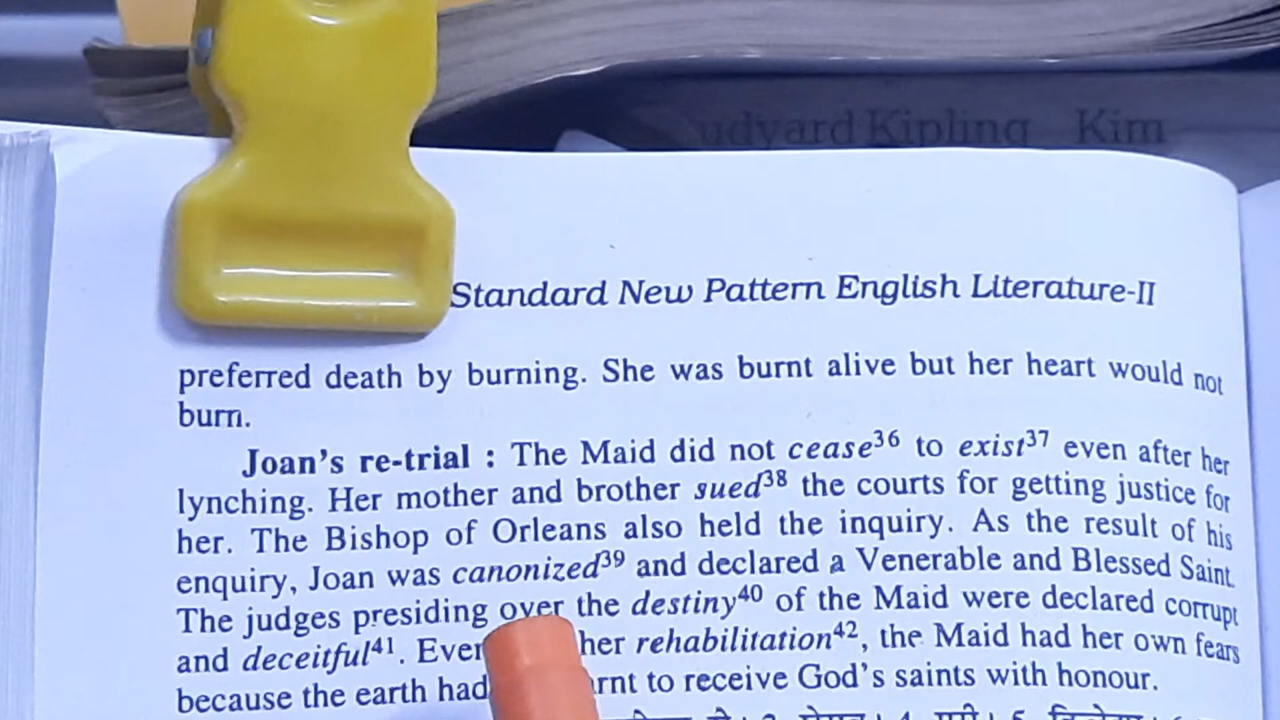 Kipling Kim
Standard New Pattern English Literature-II
preferred death by burning. She was burnt alive but her heart would not
burn.
Joan's re-trial : The Maid did not cease36 to exist37 even after her
lynching. Her mother and brother sued38 the courts for getting justice for
her. The Bishop of Orleans also held the inquiry. As the result of his
enquiry, Joan was canonized39 and declared a Venerable and Blessed Saint.
The judges presiding over the destiny40 of the Maid were declared corrupt
and deceitful41. her rehabilitation42, the Maid had her own fears
because the earth had to receive God's saints with honour.